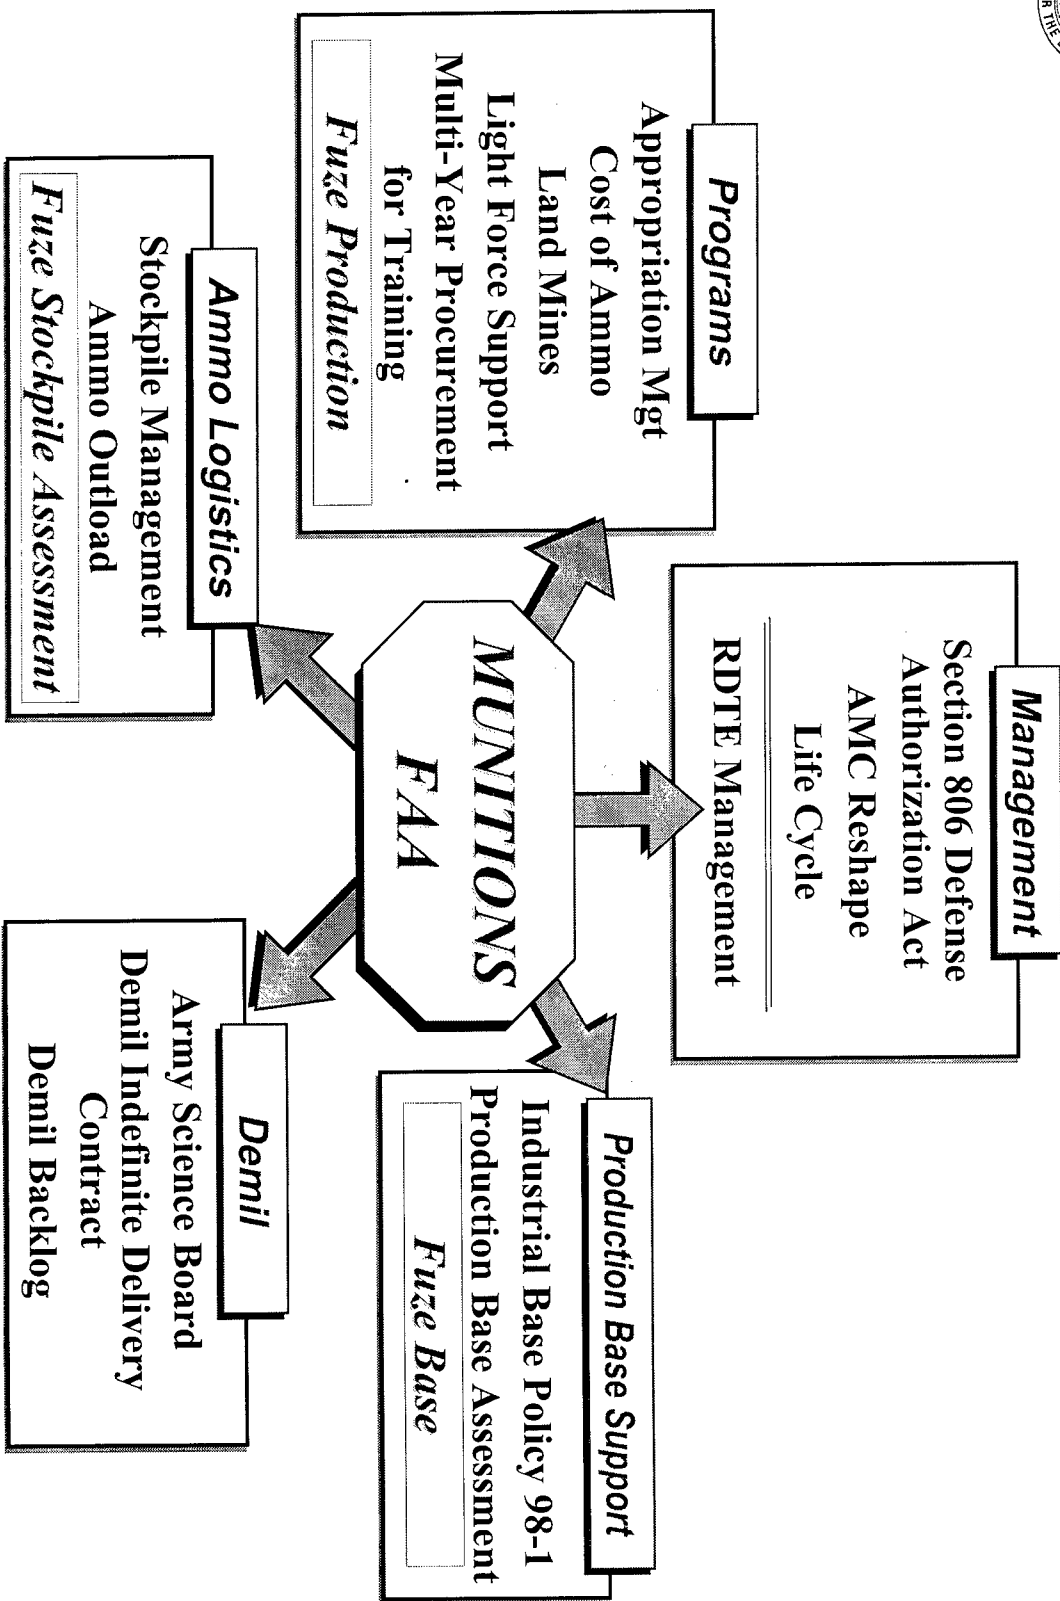 R THE
Management
Section 806 Defense
Authorization Act
AMC Reshape
Life Cycle
RDTE Management
Programs
Appropriation Mgt
Cost of Ammo
Land Mines
Light Force Support
Multi-Year Procurement
for Training
Fuze Production
Production Base Support
Industrial Base Policy 98-1
Production Base Assessment
Fuze Base
MUNITIONS
FAA
Ammo Logistics
Stockpile Management
Ammo Outload
Fuze Stockpile Assessment
Demil
Army Science Board
Demil Indefinite Delivery
Contract
Demil Backlog